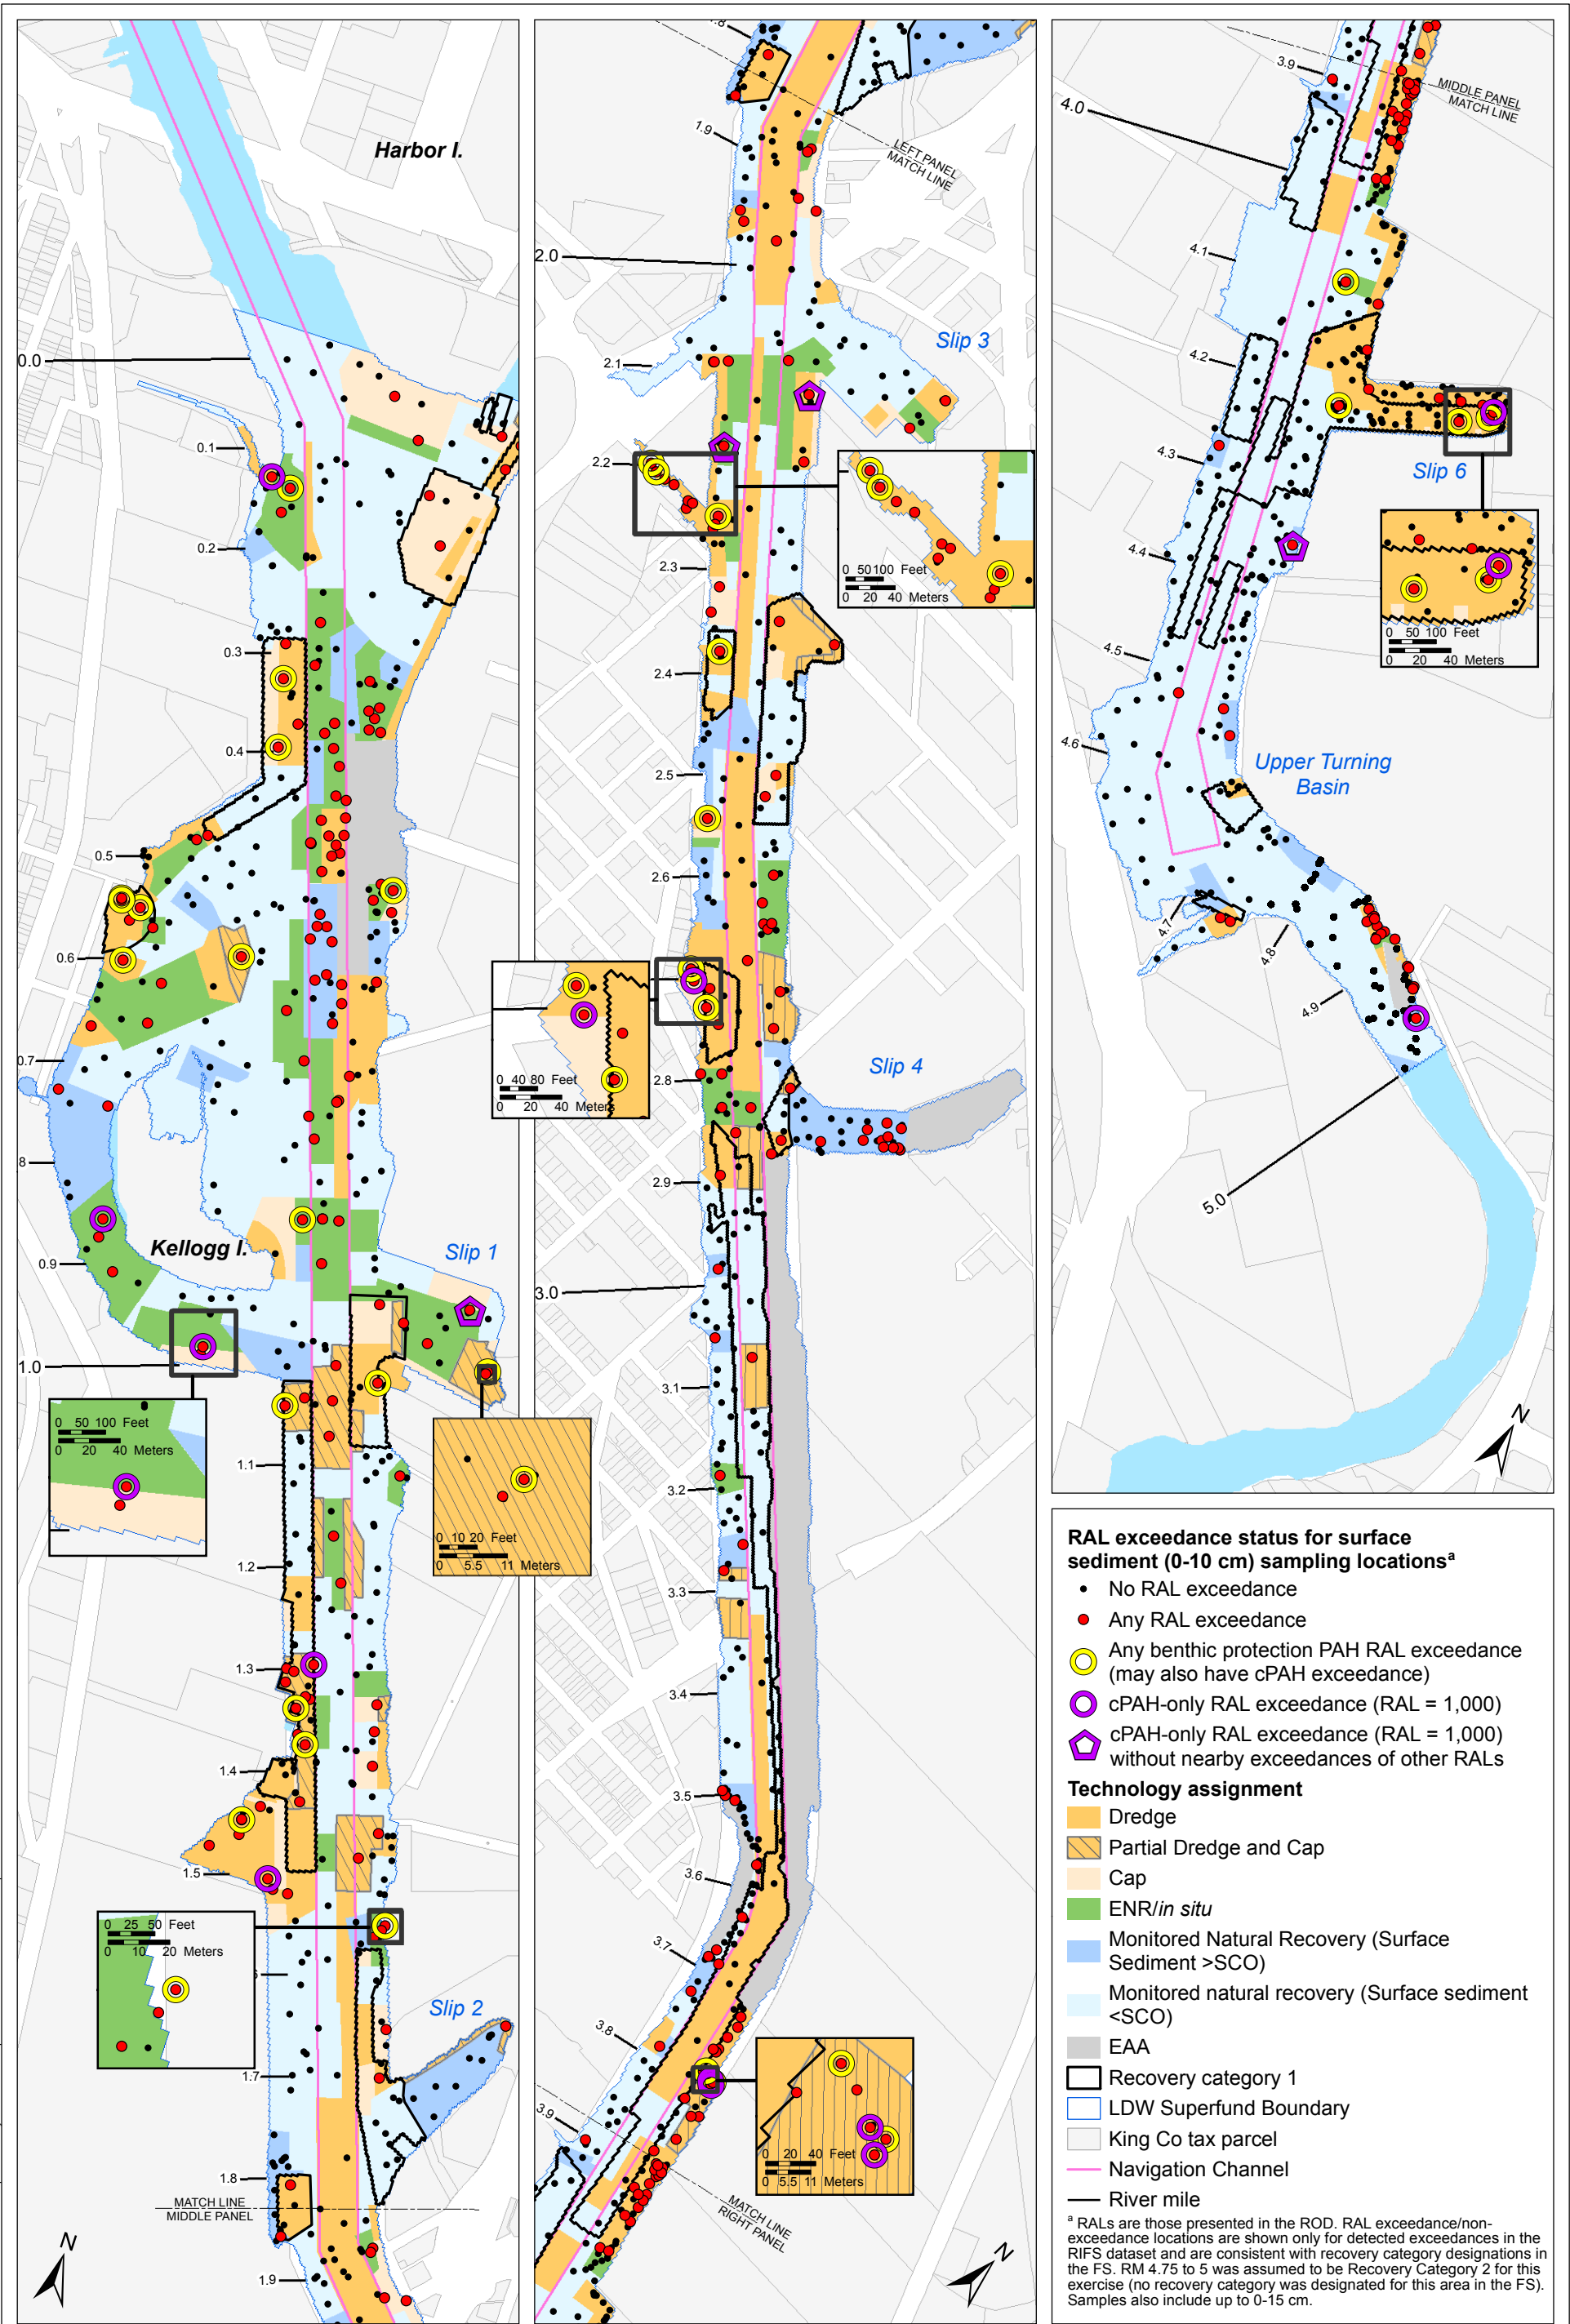 Harbor I.
0.0
0.1
0.2
0.3
0.4
0.5
0.6
0.7
8
Kellogg I.
Slip 1
0.9
1.0
0 50 100 Feet
0 20 40 Meters
1.1
0 10 20 Feet
0 5.5 11 Meters
1.2
1.3
1.4
1.5
0 25 50 Feet
0 10 20 Meters
Slip 2
1.7
1.8
MATCH LINE
MIDDLE PANEL
N
1.9
LEFT PANEL
MATCH LINE
1.9
2.0
Slip 3
2.1
2.2
0 50 100 Feet
0 20 40 Meters
2.3
2.4
2.5
2.6
0 40 80 Feet
0 20 40 Meters
Slip 4
2.8
2.9
3.0
3.1
3.2
3.3
3.4
3.5
3.6
3.7
3.8
0 20 40 Feet
0 5.5 11 Meters
3.9
MATCH LINE
RIGHT PANEL
N
3.9
MIDDLE PANEL
MATCH LINE
4.0
4.1
4.2
4.3
Slip 6
4.4
0 50 100 Feet
0 20 40 Meters
4.5
4.6
Upper Turning
Basin
4.7
4.8
4.9
5.0
N
RAL exceedance status for surface
sediment (0-10 cm) sampling locationsª
No RAL exceedance
Any RAL exceedance
Any benthic protection PAH RAL exceedance
(may also have cPAH exceedance)
cPAH-only RAL exceedance (RAL = 1,000)
cPAH-only RAL exceedance (RAL = 1,000)
without nearby exceedances of other RALs
Technology assignment
Dredge
Partial Dredge and Cap
Cap
ENR/in situ
Monitored Natural Recovery (Surface
Sediment >SCO)
Monitored natural recovery (Surface sediment
<SCO)
EAA
Recovery category 1
LDW Superfund Boundary
King Co tax parcel
Navigation Channel
River mile
ª RALs are those presented in the ROD. RAL exceedance/non-
exceedance locations are shown only for detected exceedances in the
RIFS dataset and are consistent with recovery category designations in
the FS. RM 4.75 to 5 was assumed to be Recovery Category 2 for this
exercise (no recovery category was designated for this area in the FS).
Samples also include up to 0-15 cm.